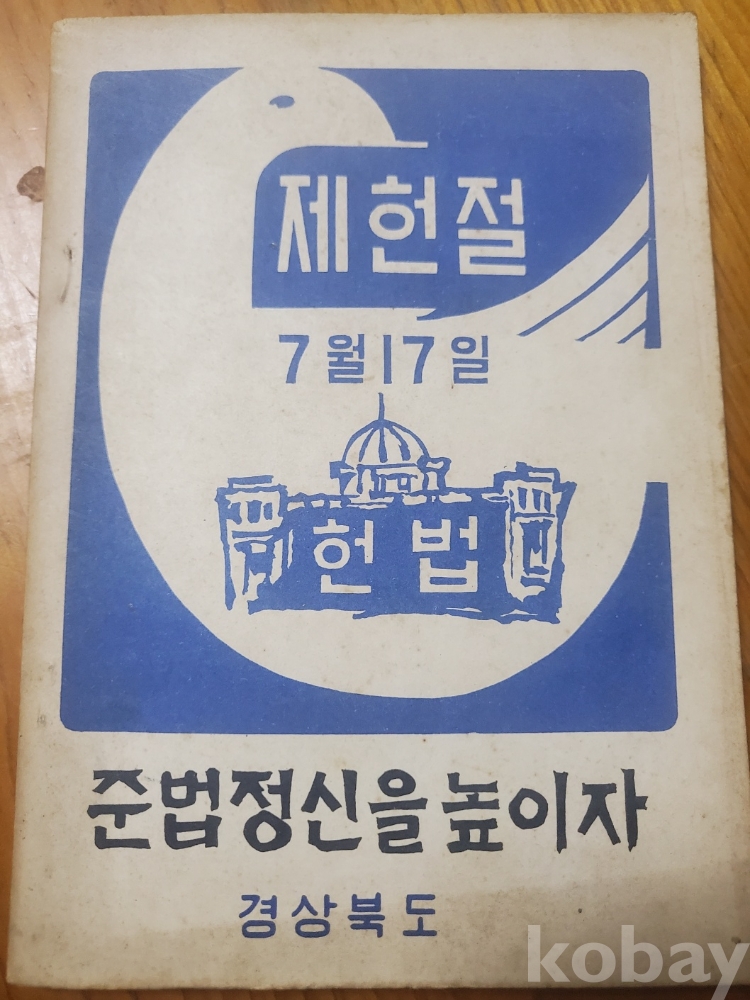 제헌절
7월17일
헌법
준법정신을높이자
경상북도
kobay